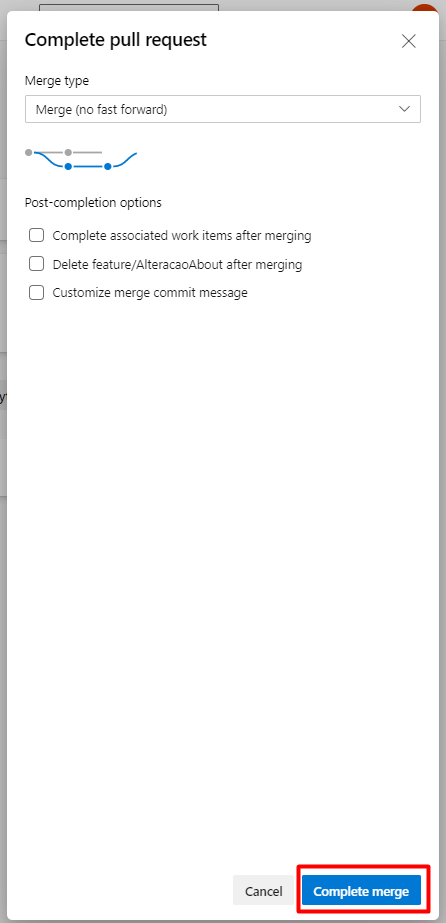 Complete pull request
Merge type
Merge (no fast forward)
Post-completion options
Complete associated work items after merging
Delete feature/AlteracaoAbout after merging
Customize merge commit message
Cancel
Complete merge